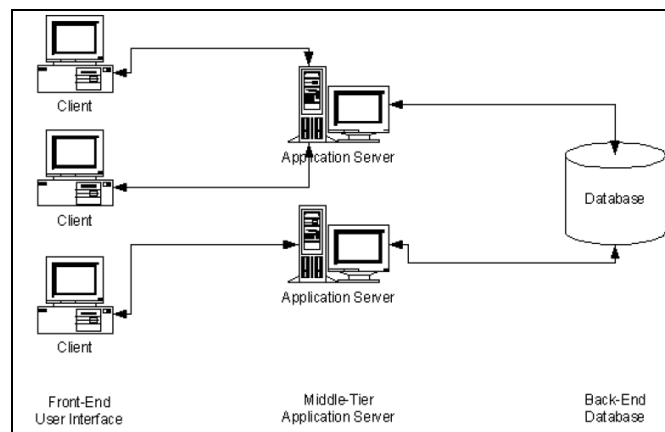 Client
Application Server
Client
Database
Application Server
Client
Front-End
User Interface
Middle-Tier
Application Server
Back-End
Database